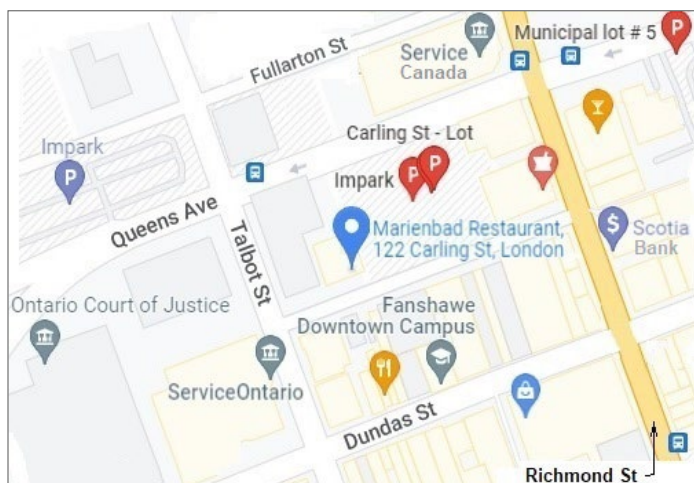 Municipal lot # 5
P
Fullarton St
Service
Canada
Carling St - Lot
P
Impark
P
Impark
P
P
Queens Ave
Talbot St
Marienbad Restaurant,
122 Carling St, London
$
Scotia
Bank
Ontario Court of Justice
Fanshawe
Downtown Campus
ServiceOntario
Dundas St
Richmond St